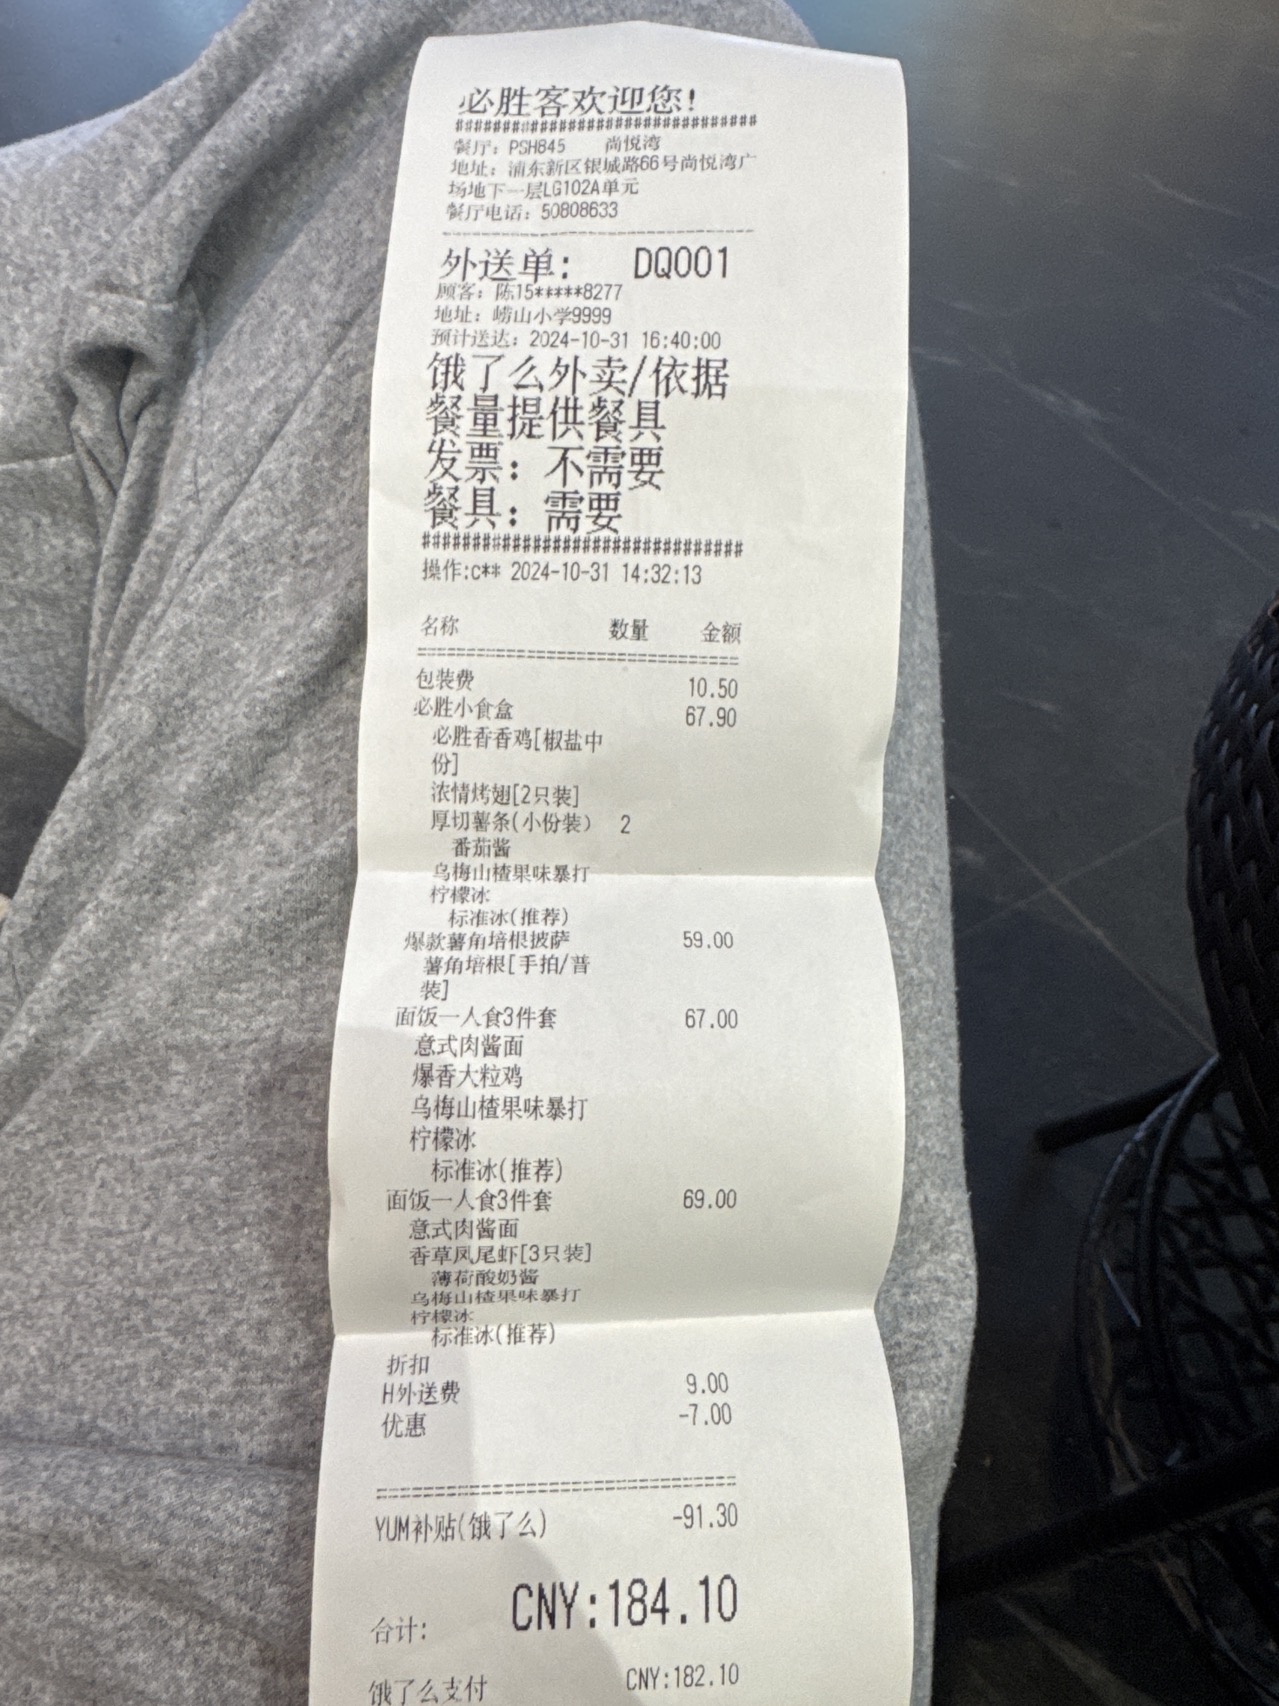 必胜客欢迎您!
##################################
餐厅: PSH845 尚悦湾
地址: 浦东新区银城路66号尚悦湾广
场地下一层LG102A单元
餐厅电话: 50808633
外送单: DQ001
顾客: 陈15*****8277
地址: 崂山小学9999
预计送达: 2024-10-31 16:40:00
饿了么外卖/依据
餐量提供餐具
发票: 不需要
餐具: 需要
##################################
操作:c** 2024-10-31 14:32:13
名称 数量 金额
包装费 10.50
必胜小食盒 67.90
必胜香香鸡[椒盐中
份]
浓情烤翅[2只装]
厚切薯条(小份装) 2
番茄酱
乌梅山楂果味暴打
柠檬冰
标准冰(推荐)
爆款薯角培根披萨 59.00
薯角培根[手拍/普
装]
面饭一人食3件套 67.00
意式肉酱面
爆香大粒鸡
乌梅山楂果味暴打
柠檬冰
标准冰(推荐)
面饭一人食3件套 69.00
意式肉酱面
香草凤尾虾[3只装]
薄荷酸奶酱
乌梅山楂果味暴打
柠檬冰
标准冰(推荐)
折扣
H外送费 9.00
优惠 -7.00
YUM补贴(饿了么) -91.30
合计: CNY:184.10
饿了么支付 CNY:182.10